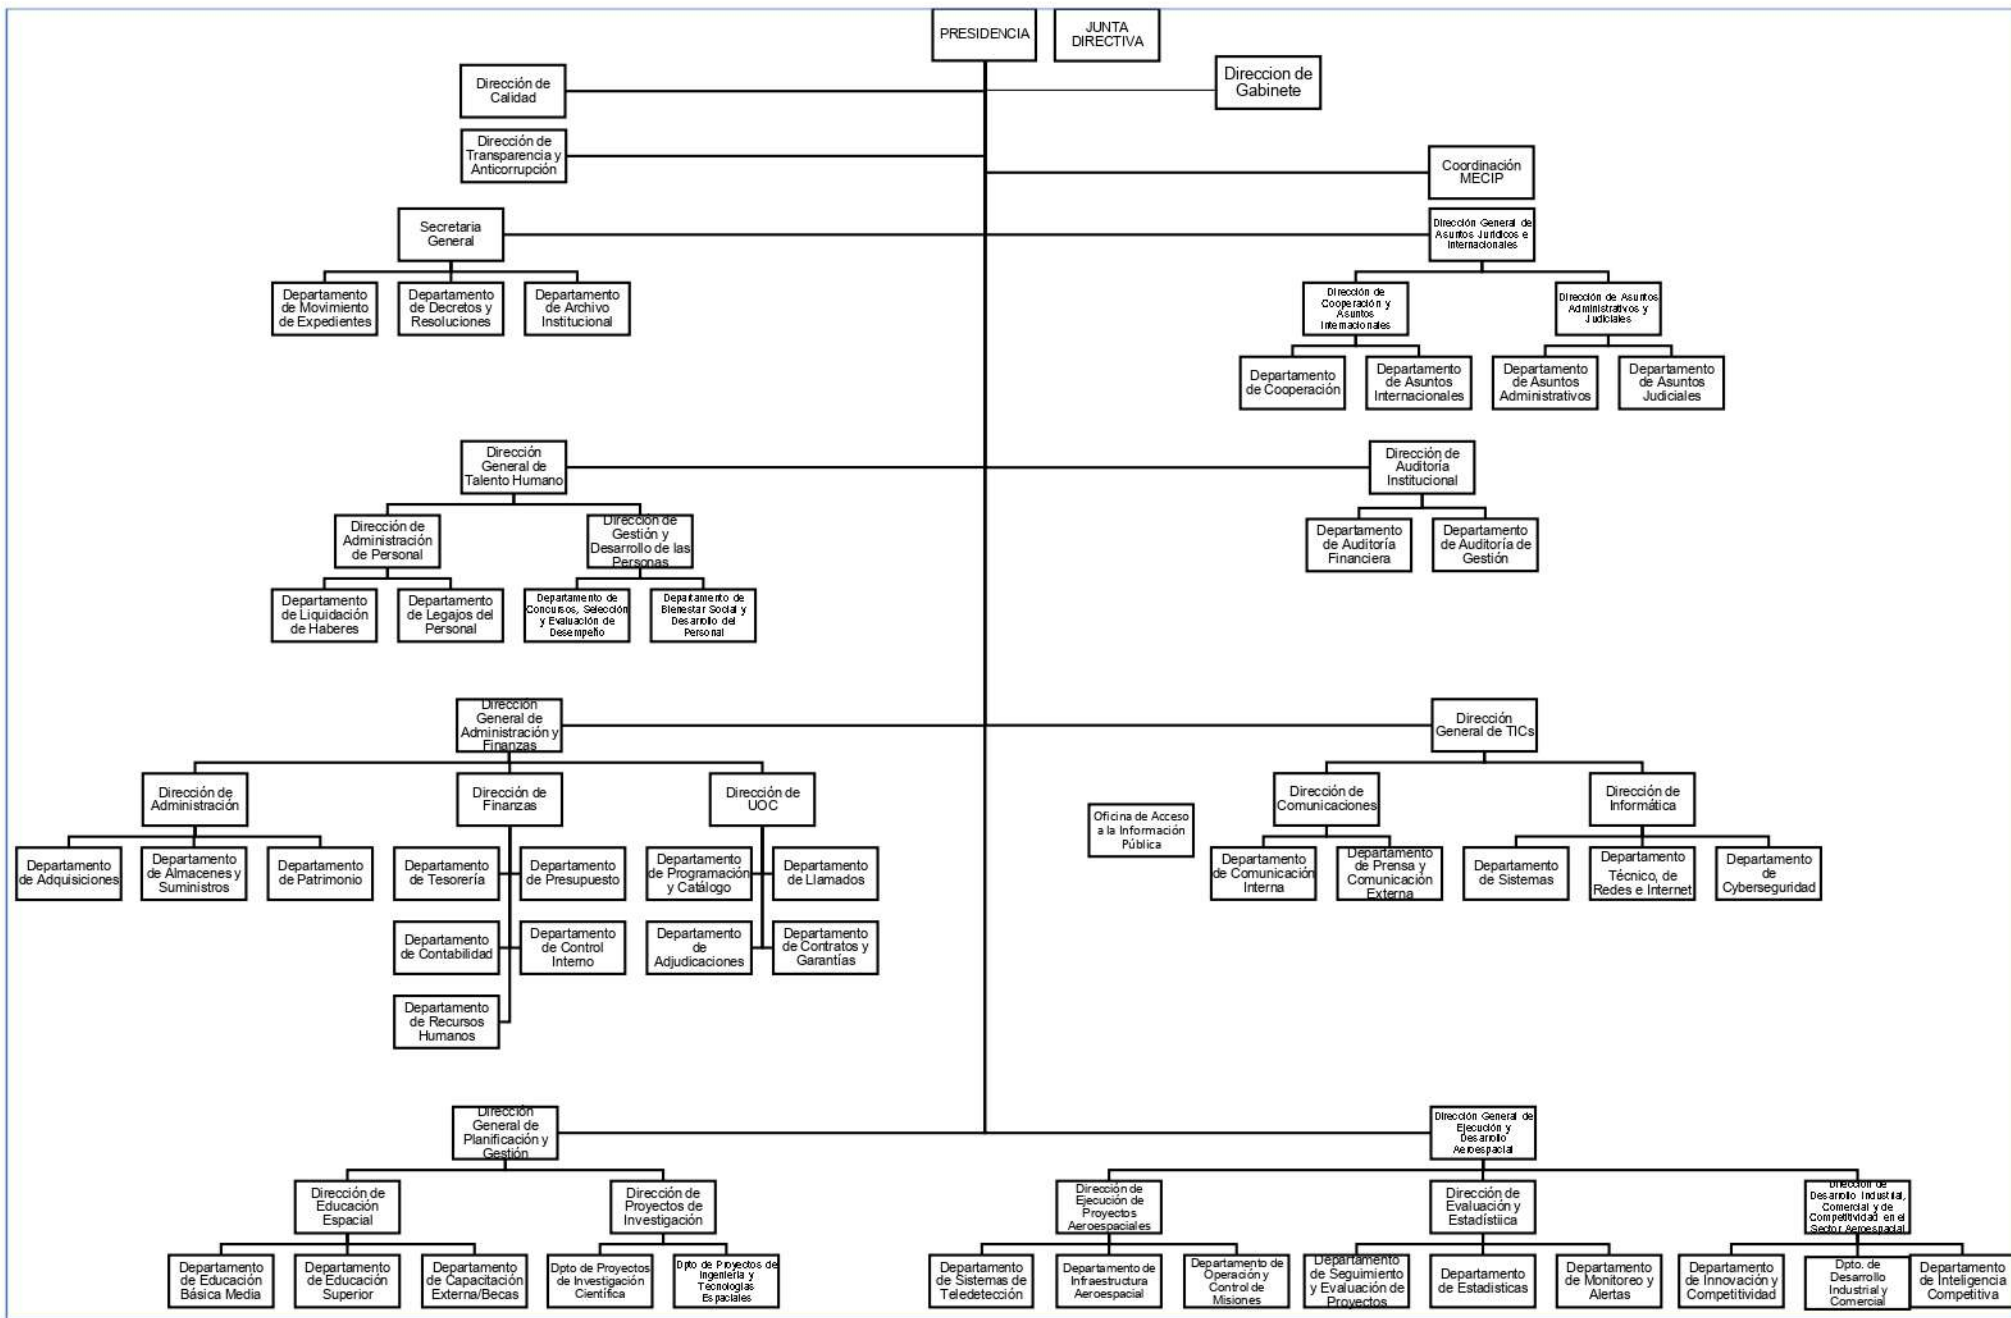 PRESIDENCIA
JUNTA
DIRECTIVA
Dirección de
Calidad
Direccion de
Gabinete
Dirección de
Transparencia y
Anticorrupción
Coordinación
MECIP
Secretaria
General
Dirección General de
Asuntos Jurídicos e
Internacionales
Departamento
de Movimiento
de Expedientes
Departamento
de Decretos y
Resoluciones
Departamento
de Archivo
Institucional
Dirección de
Cooperación y
Asuntos
Internacionales
Dirección de Asuntos
Administrativos y
Judiciales
Departamento
de Cooperación
Departamento
de Asuntos
Internacionales
Departamento
de Asuntos
Administrativos
Departamento
de Asuntos
Judiciales
Dirección
General de
Talento Humano
Dirección de
Auditoría
Institucional
Dirección de
Administración
de Personal
Dirección de
Gestión y
Desarrollo de las
Personas
Departamento
de Auditoría
Financiera
Departamento
de Auditoría de
Gestión
Departamento
de Liquidación
de Haberes
Departamento
de Legajos del
Personal
Departamento de
Concursos, Selección
y Evaluación de
Desempeño
Departamento de
Bienestar Social y
Desarrollo del
Personal
Dirección
General de
Administración y
Finanzas
Dirección
General de TICs
Dirección de
Administración
Dirección de
Finanzas
Dirección de
UOC
Oficina de Acceso
a la Información
Pública
Dirección de
Comunicaciones
Dirección de
Informática
Departamento
de Adquisiciones
Departamento
de Almacenes y
Suministros
Departamento
de Patrimonio
Departamento
de Tesorería
Departamento
de Presupuesto
Departamento
de Programación
y Catálogo
Departamento
de Llamados
Departamento
de Comunicación
Interna
Departamento
de Prensa y
Comunicación
Externa
Departamento
de Sistemas
Departamento
Técnico, de
Redes e Internet
Departamento
de
Cyberseguridad
Departamento
de Contabilidad
Departamento
de Control
Interno
Departamento
de
Adjudicaciones
Departamento
de Contratos y
Garantías
Departamento
de Recursos
Humanos
Dirección
General de
Planificación y
Gestión
Dirección General de
Ejecución y
Desarrollo
Aeroespacial
Dirección de
Educación
Espacial
Dirección de
Proyectos de
Investigación
Dirección de
Ejecución de
Proyectos
Aeroespaciales
Dirección de
Evaluación y
Estadístiica
Dirección de
Desarrollo Industrial,
Comercial y de
Competitividad en el
Sector Aeroespacial
Departamento
de Educación
Básica Media
Departamento
de Educación
Superior
Departamento
de Capacitación
Externa/Becas
Dpto de Proyectos
de Investigación
Científica
Dpto de Proyectos de
Ingeniería y
Tecnologías
Espaciales
Departamento
de Sistemas de
Teledetección
Departamento de
Infraestructura
Aeroespacial
Departamento de
Operación y
Control de
Misiones
Departamento
de Seguimiento
y Evaluación de
Proyectos
Departamento
de Estadisticas
Departamento
de Monitoreo y
Alertas
Departamento
de Innovación y
Competitividad
Dpto. de
Desarrollo
Industrial y
Comercial
Departamento
de Inteligencia
Competitiva